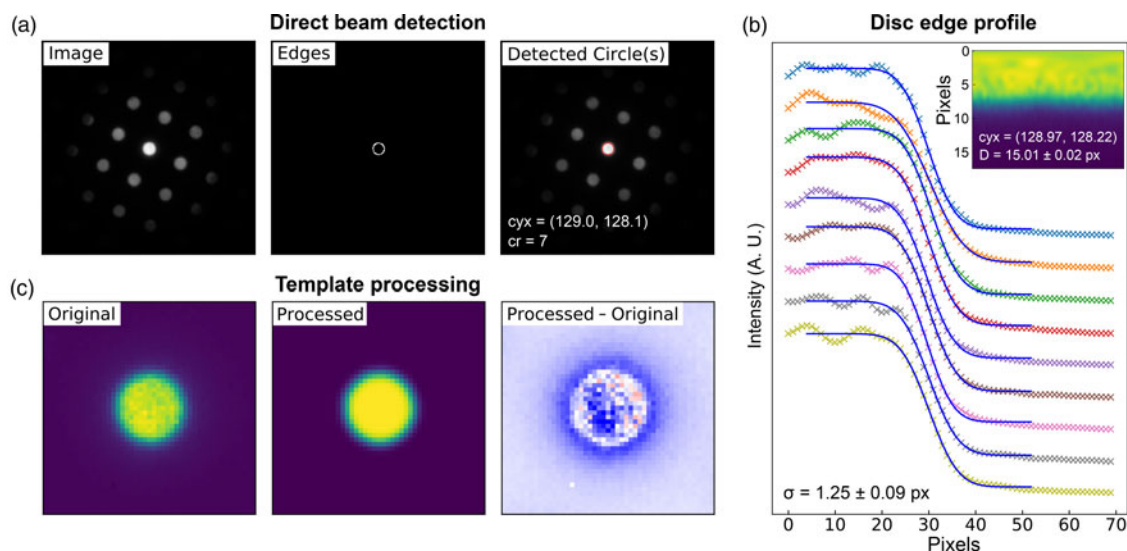 (a)
Direct beam detection
Image
Edges
Detected Circle(s)
cyx = (129.0, 128.1)
cr = 7
(c)
Template processing
Original
Processed
Processed – Original
(b)
Disc edge profile
Intensity (A. U.)
Pixels
0
5
10
15
cyx = (128.97, 128.22)
D = 15.01 ± 0.02 px
σ = 1.25 ± 0.09 px
0 10 20 30 40 50 60 70
Pixels